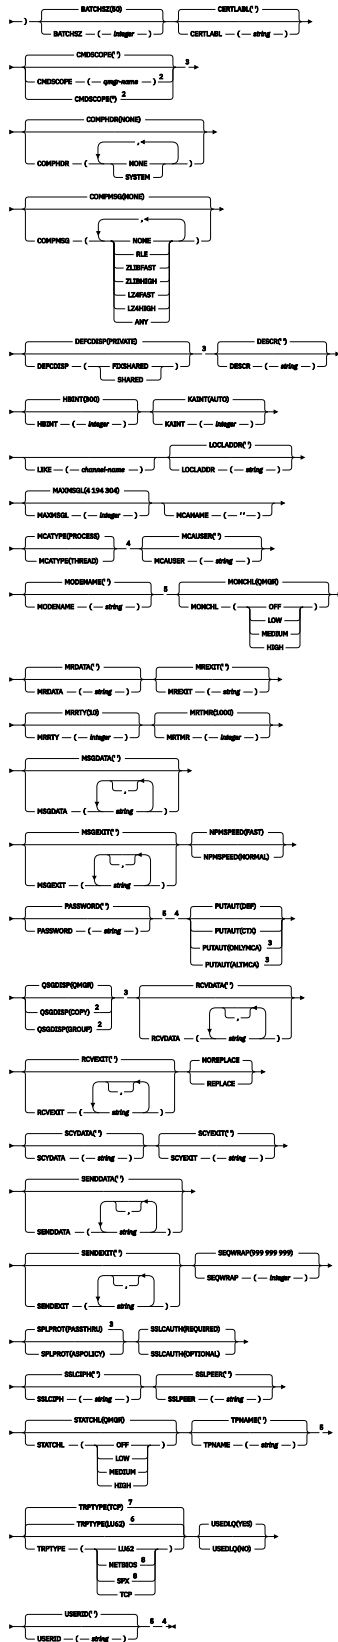 ) BATCHSZ(50) CERTLABL(' ')
BATCHSZ ( integer ) CERTLABL ( string )
CMDSCOPE(' ') 3
CMDSCOPE ( qmgr-name ) 2
CMDSCOPE(*) 2
COMPHDR(NONE)
,
COMPHDR ( NONE )
SYSTEM
COMPMSG(NONE)
,
COMPMSG ( NONE )
RLE
ZLIBFAST
ZLIBHIGH
LZ4FAST
LZ4HIGH
ANY
DEFCDISP(PRIVATE) 3 DESCR(' ')
DEFCDISP ( FIXSHARED ) DESCR ( string )
SHARED
HBINT(300) KAINT(AUTO)
HBINT ( integer ) KAINT ( integer )
LOCLADDR(' ')
LIKE ( channel-name ) LOCLADDR ( string )
MAXMSGL(4 194 304)
MAXMSGL ( integer ) MCANAME ( ' ' )
MCATYPE(PROCESS) 4 MCAUSER(' ')
MCATYPE(THREAD) MCAUSER ( string )
MODENAME(' ') 5 MONCHL(QMGR)
MODENAME ( string ) MONCHL ( OFF )
LOW
MEDIUM
HIGH
MRDATA(' ') MREXIT(' ')
MRDATA ( string ) MREXIT ( string )
MRRTY(10) MRTMR(1000)
MRRTY ( integer ) MRTMR ( integer )
MSGDATA(' ')
,
MSGDATA ( string )
MSGEXIT(' ') NPMSPEED(FAST)
, NPMSPEED(NORMAL)
MSGEXIT ( string )
PASSWORD(' ') 5 4 PUTAUT(DEF)
PASSWORD ( string ) PUTAUT(CTX)
PUTAUT(ONLYMCA) 3
PUTAUT(ALTMCA) 3
QSGDISP(QMGR) 3 RCVDATA(' ')
QSGDISP(COPY) 2 ,
QSGDISP(GROUP) 2 RCVDATA ( string )
RCVEXIT(' ') NOREPLACE
, REPLACE
RCVEXIT ( string )
SCYDATA(' ') SCYEXIT(' ')
SCYDATA ( string ) SCYEXIT ( string )
SENDDATA(' ')
,
SENDDATA ( string )
SENDEXIT(' ') SEQWRAP(999 999 999)
, SEQWRAP ( integer )
SENDEXIT ( string )
SPLPROT(PASSTHRU) 3 SSLCAUTH(REQUIRED)
SPLPROT(ASPOLICY) SSLCAUTH(OPTIONAL)
SSLCIPH(' ') SSLPEER(' ')
SSLCIPH ( string ) SSLPEER ( string )
STATCHL(QMGR) TPNAME(' ') 5
STATCHL ( OFF ) TPNAME ( string )
LOW
MEDIUM
HIGH
TRPTYPE(TCP) 7
TRPTYPE(LU62) 6 USEDLQ(YES)
TRPTYPE ( LU62 ) USEDLQ(NO)
NETBIOS 8
SPX 8
TCP
USERID(' ') 5 4
USERID ( string )